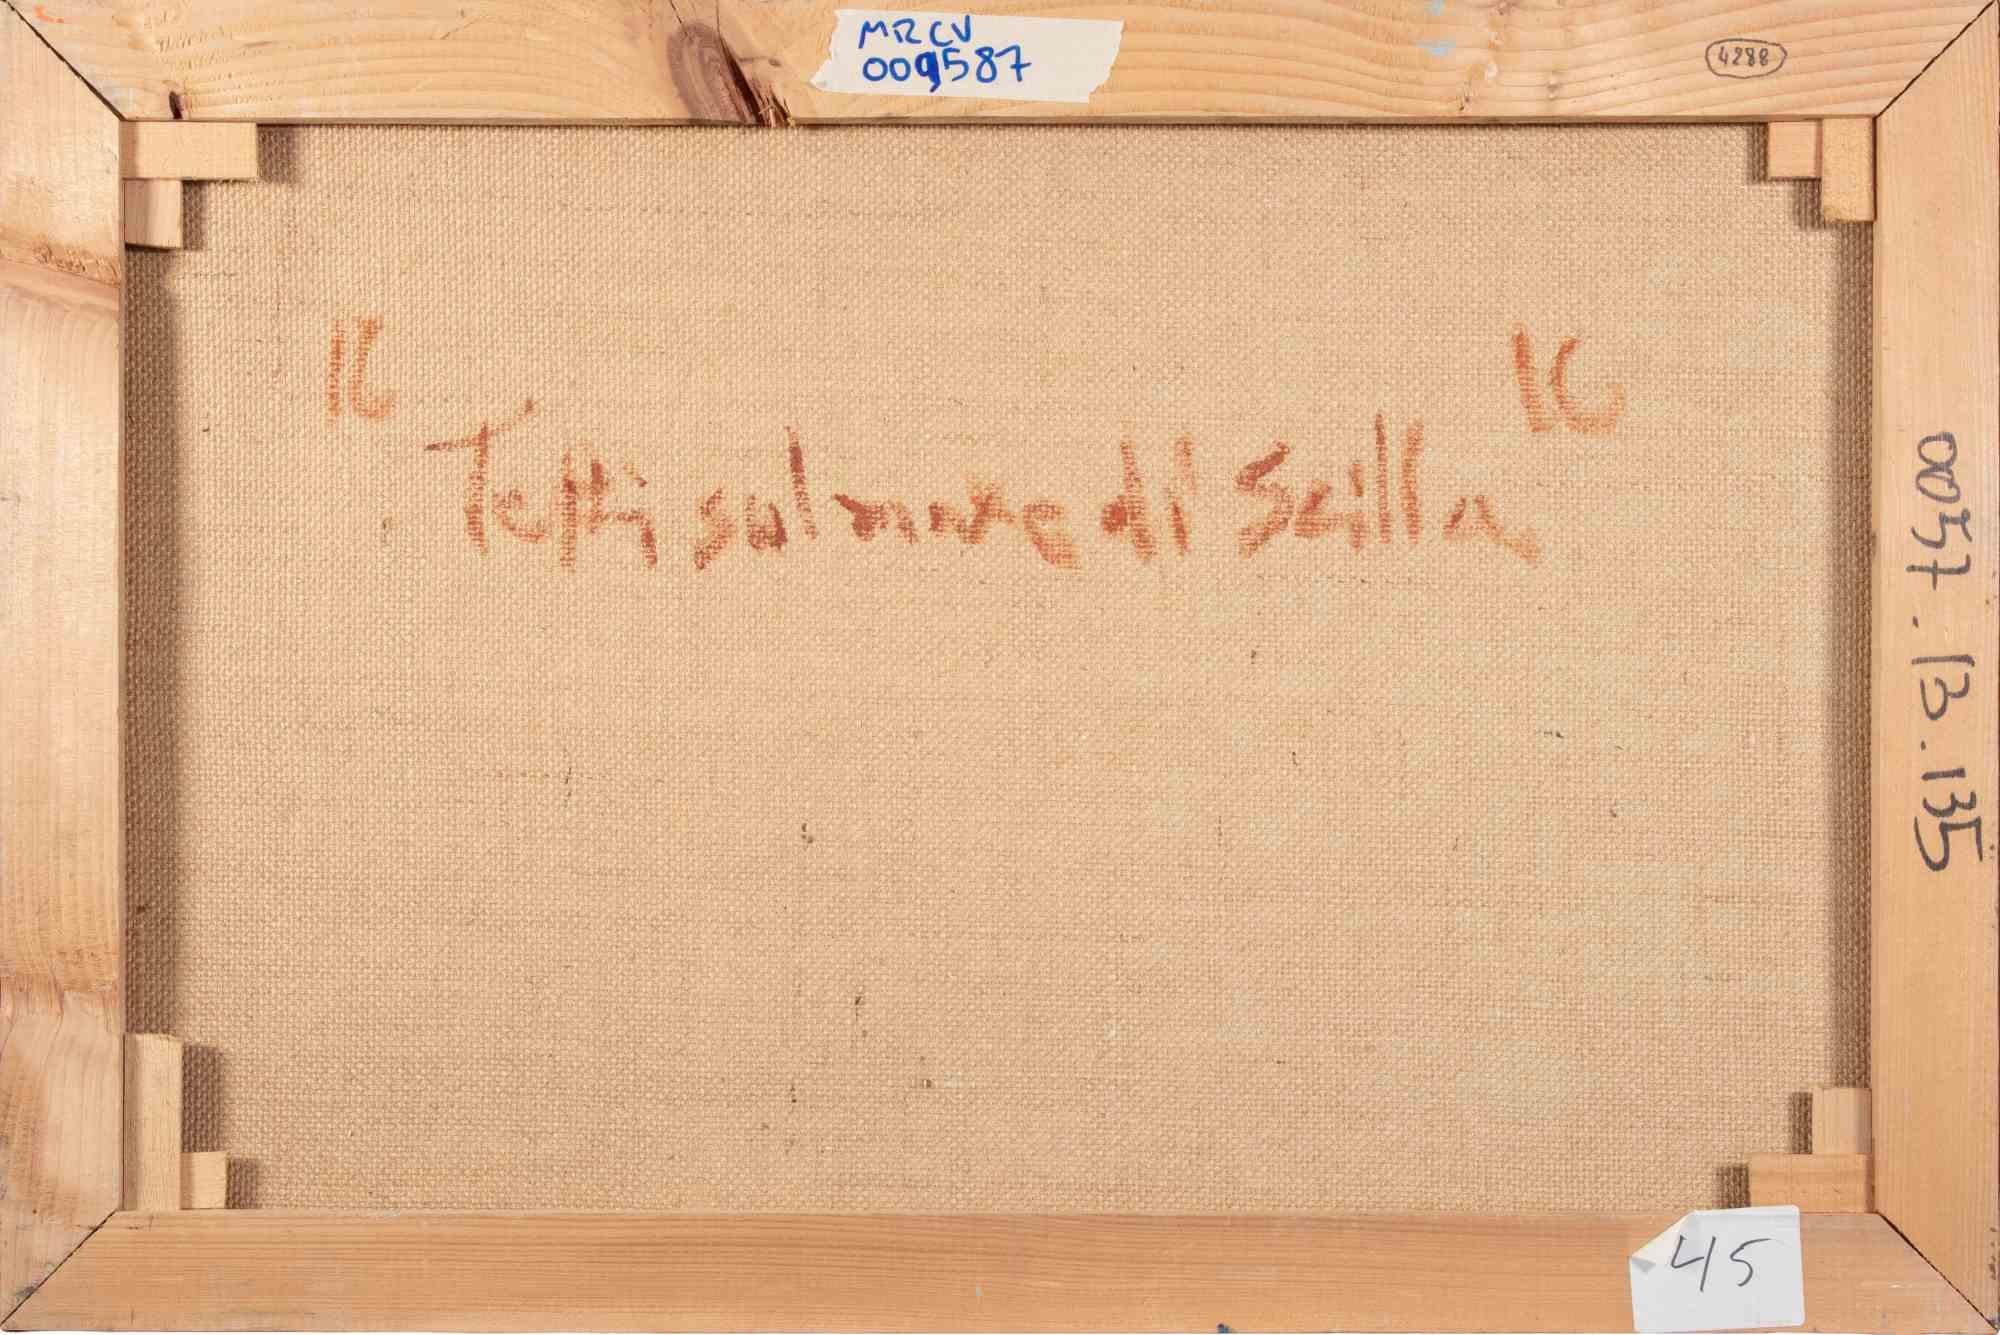 MRCV
009587
4288
"Tetti sul mare di Scilla"
0057.13.135
45